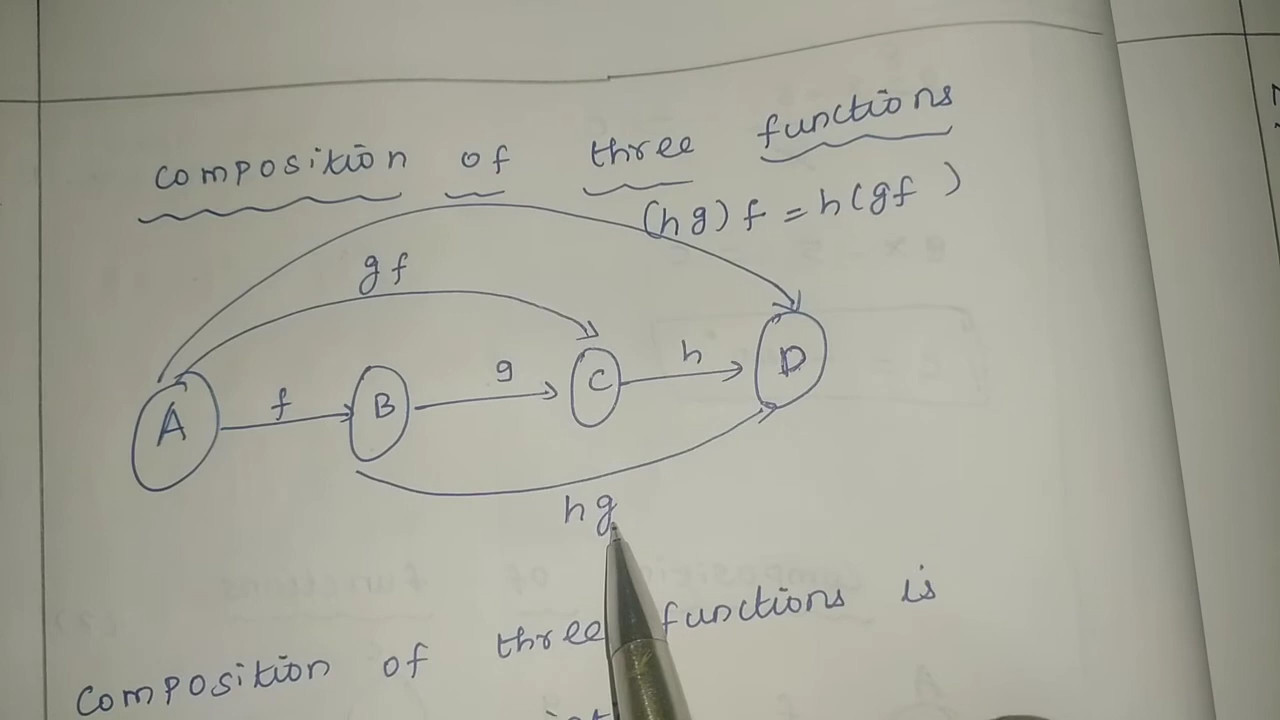 composition of three functions
(hg)f = h(gf)
gf
A f B g C h D
hg
composition of three functions is